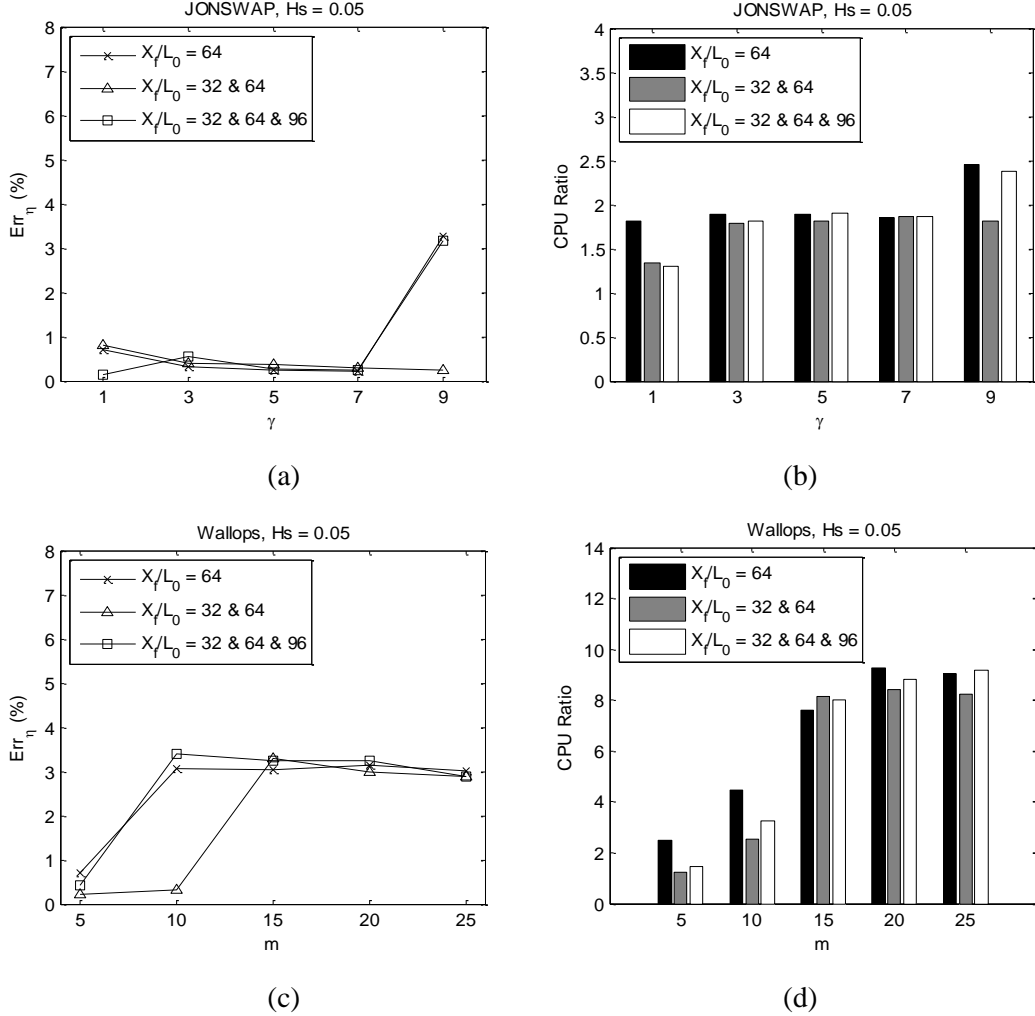 JONSWAP, Hs = 0.05
8
7
6
5
4
3
2
1
0
Err_η (%)
X_f/L_0 = 64
X_f/L_0 = 32 & 64
X_f/L_0 = 32 & 64 & 96
1 3 5 7 9
γ
(a)
JONSWAP, Hs = 0.05
4
3.5
3
2.5
2
1.5
1
0.5
0
CPU Ratio
X_f/L_0 = 64
X_f/L_0 = 32 & 64
X_f/L_0 = 32 & 64 & 96
1 3 5 7 9
γ
(b)
Wallops, Hs = 0.05
8
7
6
5
4
3
2
1
0
Err_η (%)
X_f/L_0 = 64
X_f/L_0 = 32 & 64
X_f/L_0 = 32 & 64 & 96
5 10 15 20 25
m
(c)
Wallops, Hs = 0.05
14
12
10
8
6
4
2
0
CPU Ratio
X_f/L_0 = 64
X_f/L_0 = 32 & 64
X_f/L_0 = 32 & 64 & 96
5 10 15 20 25
m
(d)